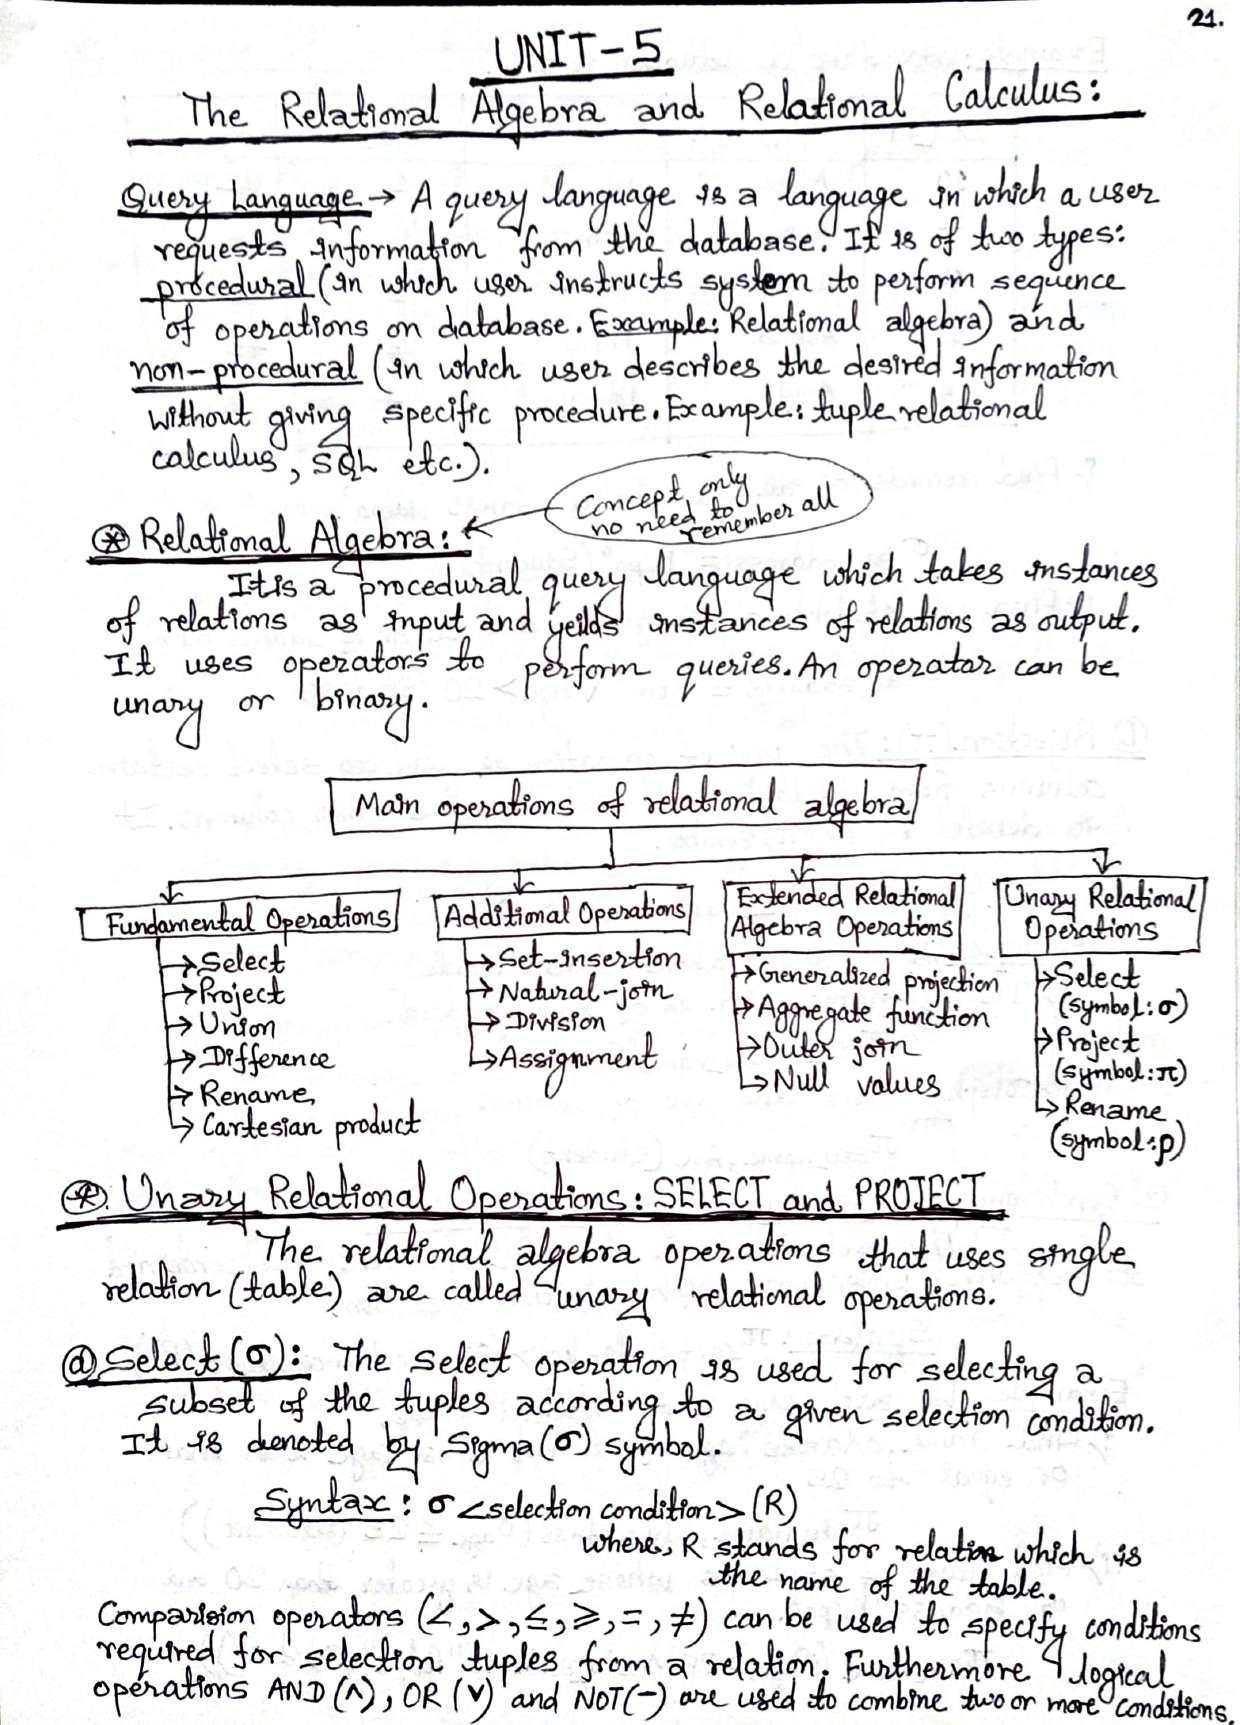 21.
UNIT-5
The Relational Algebra and Relational Calculus:
Query Language → A query language is a language in which a user
requests information from the database. It is of two types:
procedural (in which user instructs system to perform sequence
of operations on database. Example: Relational algebra) and
non-procedural (in which user describes the desired information
without giving specific procedure. Example: tuple relational
calculus, SQL etc.).
Concept only
no need to
remember all
⊛ Relational Algebra:
It is a procedural query language which takes instances
of relations as input and yeilds instances of relations as output.
It uses operators to perform queries. An operator can be
unary or binary.
Main operations of relational algebra
Fundamental Operations
→ Select
→ Project
→ Union
→ Difference
→ Rename
→ Cartesian product
Additional Operations
→ Set-insertion
→ Natural-join
→ Division
→ Assignment
Extended Relational
Algebra Operations
→ Generalized projection
→ Aggregate function
→ Outer join
→ Null values
Unary Relational
Operations
→ Select
(symbol: σ)
→ Project
(symbol: π)
→ Rename
(symbol: ρ)
⊛. Unary Relational Operations: SELECT and PROJECT
The relational algebra operations that uses single
relation (table) are called unary relational operations.
ⓐ Select (σ): The select operation is used for selecting a
subset of the tuples according to a given selection condition.
It is denoted by Sigma (σ) symbol.
Syntax: σ <selection condition> (R)
where, R stands for relation which is
the name of the table.
Comparision operators (<, >, ≤, ≥, =, ≠) can be used to specify conditions
required for selection tuples from a relation. Furthermore logical
operations AND (∧), OR (∨) and NOT (-) are used to combine two or more conditions.